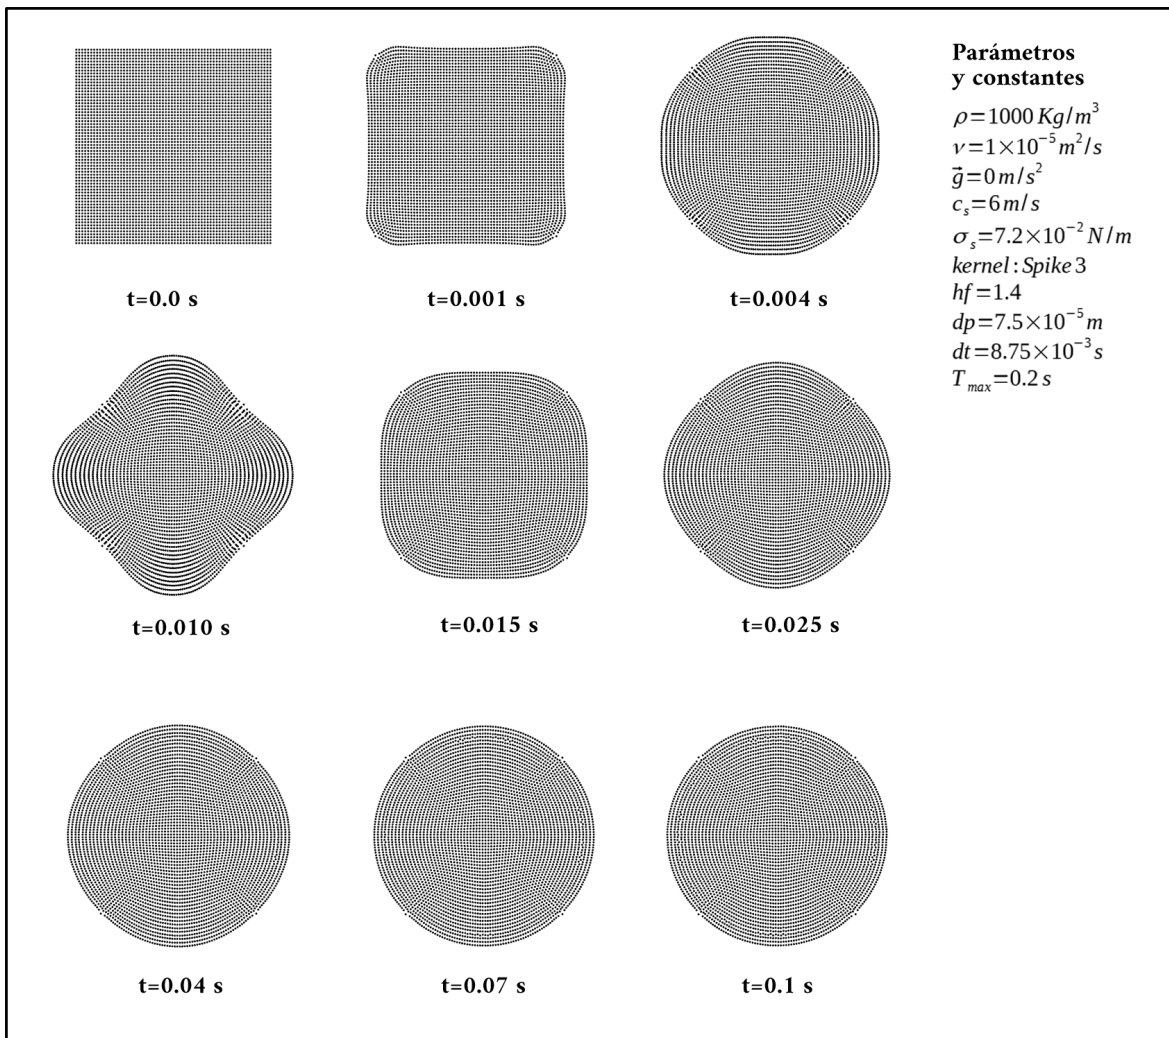 Parámetros
y constantes
ρ=1000 Kg/m³
ν=1×10⁻⁵ m²/s
g⃗=0 m/s²
cₛ=6 m/s
σₛ=7.2×10⁻² N/m
kernel: Spike 3
hf=1.4
dp=7.5×10⁻⁵ m
dt=8.75×10⁻³ s
Tₘₐₓ=0.2 s
t=0.0 s
t=0.001 s
t=0.004 s
t=0.010 s
t=0.015 s
t=0.025 s
t=0.04 s
t=0.07 s
t=0.1 s